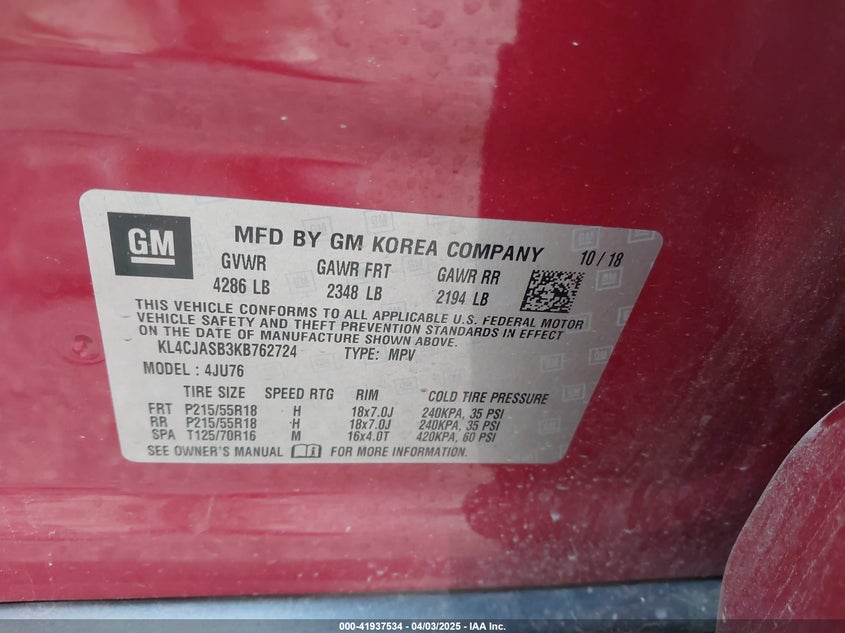 GM MFD BY GM KOREA COMPANY 10 / 18
GVWR GAWR FRT GAWR RR
4286 LB 2348 LB 2194 LB
THIS VEHICLE CONFORMS TO ALL APPLICABLE U.S. FEDERAL MOTOR
VEHICLE SAFETY AND THEFT PREVENTION STANDARDS IN EFFECT
ON THE DATE OF MANUFACTURE SHOWN ABOVE.
KL4CJASB3KB762724 TYPE: MPV
MODEL : 4JU76
TIRE SIZE SPEED RTG RIM COLD TIRE PRESSURE
FRT P215/55R18 H 18x7.0J 240KPA, 35 PSI
RR P215/55R18 H 18x7.0J 240KPA, 35 PSI
SPA T125/70R16 M 16x4.0T 420KPA, 60 PSI
SEE OWNER'S MANUAL FOR MORE INFORMATION.
000-41937534 04/03/2025 - IAA Inc.